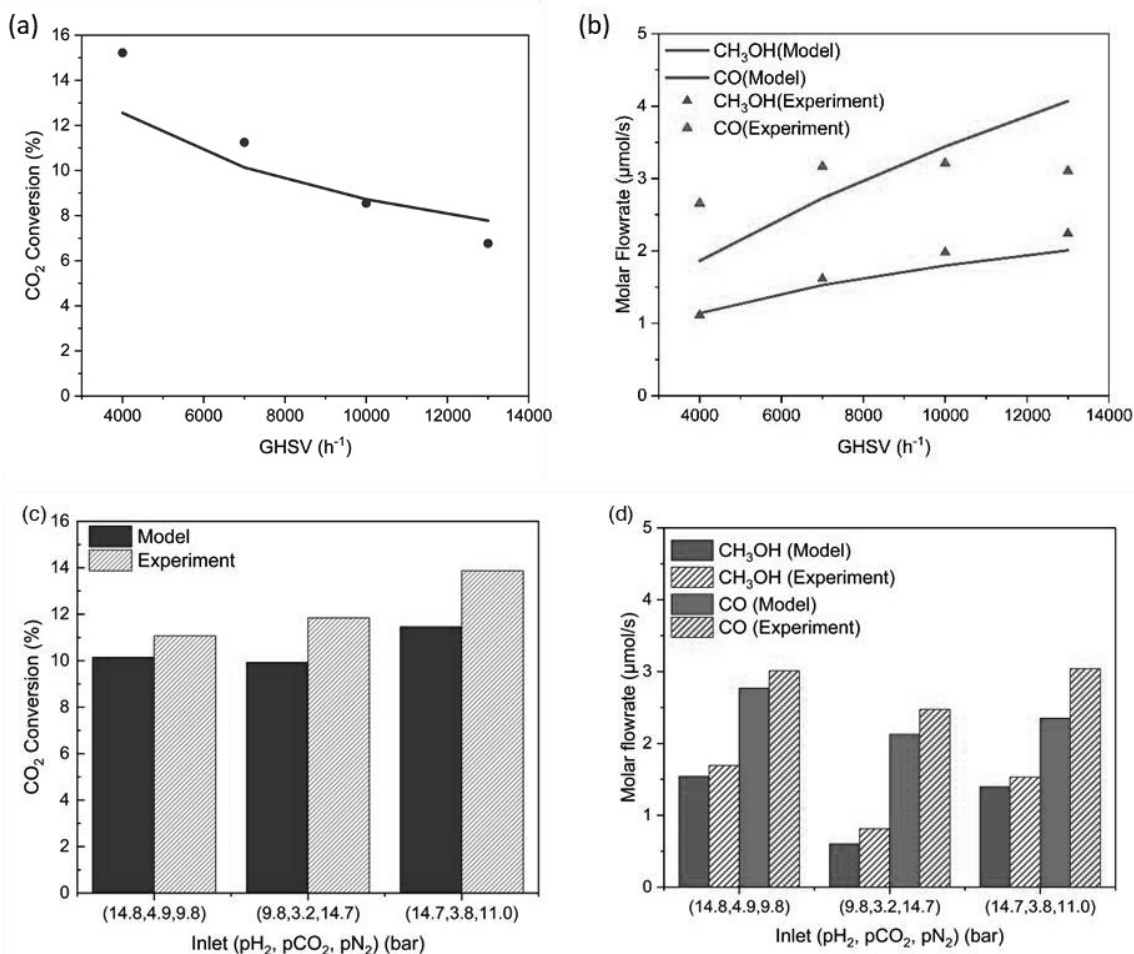 (a)
16
14
12
10
8
6
4
2
0
CO₂ Conversion (%)
4000 6000 8000 10000 12000 14000
GHSV (h⁻¹)
(b)
5
4
3
2
1
0
Molar Flowrate (μmol/s)
CH₃OH(Model)
CO(Model)
CH₃OH(Experiment)
CO(Experiment)
4000 6000 8000 10000 12000 14000
GHSV (h⁻¹)
(c)
16
14
12
10
8
6
4
2
0
CO₂ Conversion (%)
Model
Experiment
(14.8,4.9,9.8) (9.8,3.2,14.7) (14.7,3.8,11.0)
Inlet (pH₂, pCO₂, pN₂) (bar)
(d)
5
4
3
2
1
0
Molar flowrate (μmol/s)
CH₃OH (Model)
CH₃OH (Experiment)
CO (Model)
CO (Experiment)
(14.8,4.9,9.8) (9.8,3.2,14.7) (14.7,3.8,11.0)
Inlet (pH₂, pCO₂, pN₂) (bar)